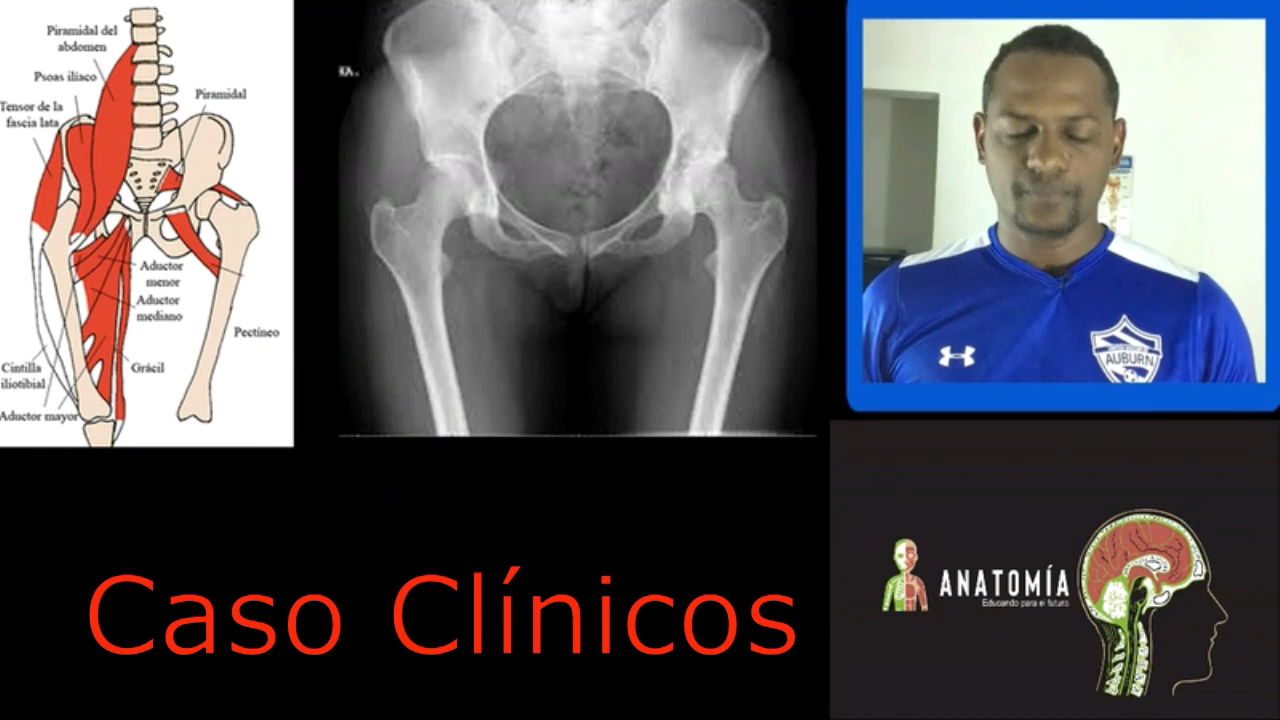 Piramidal del
abdomen
Psoas iliaco
Tensor de la
fascia lata
Piramidal
Aductor
menor
Aductor
mediano
Pectíneo
Cintilla
iliotibial
Grácil
Aductor mayor
AUBURN
Caso Clínicos
ANATOMÍA
Educando para el futuro.